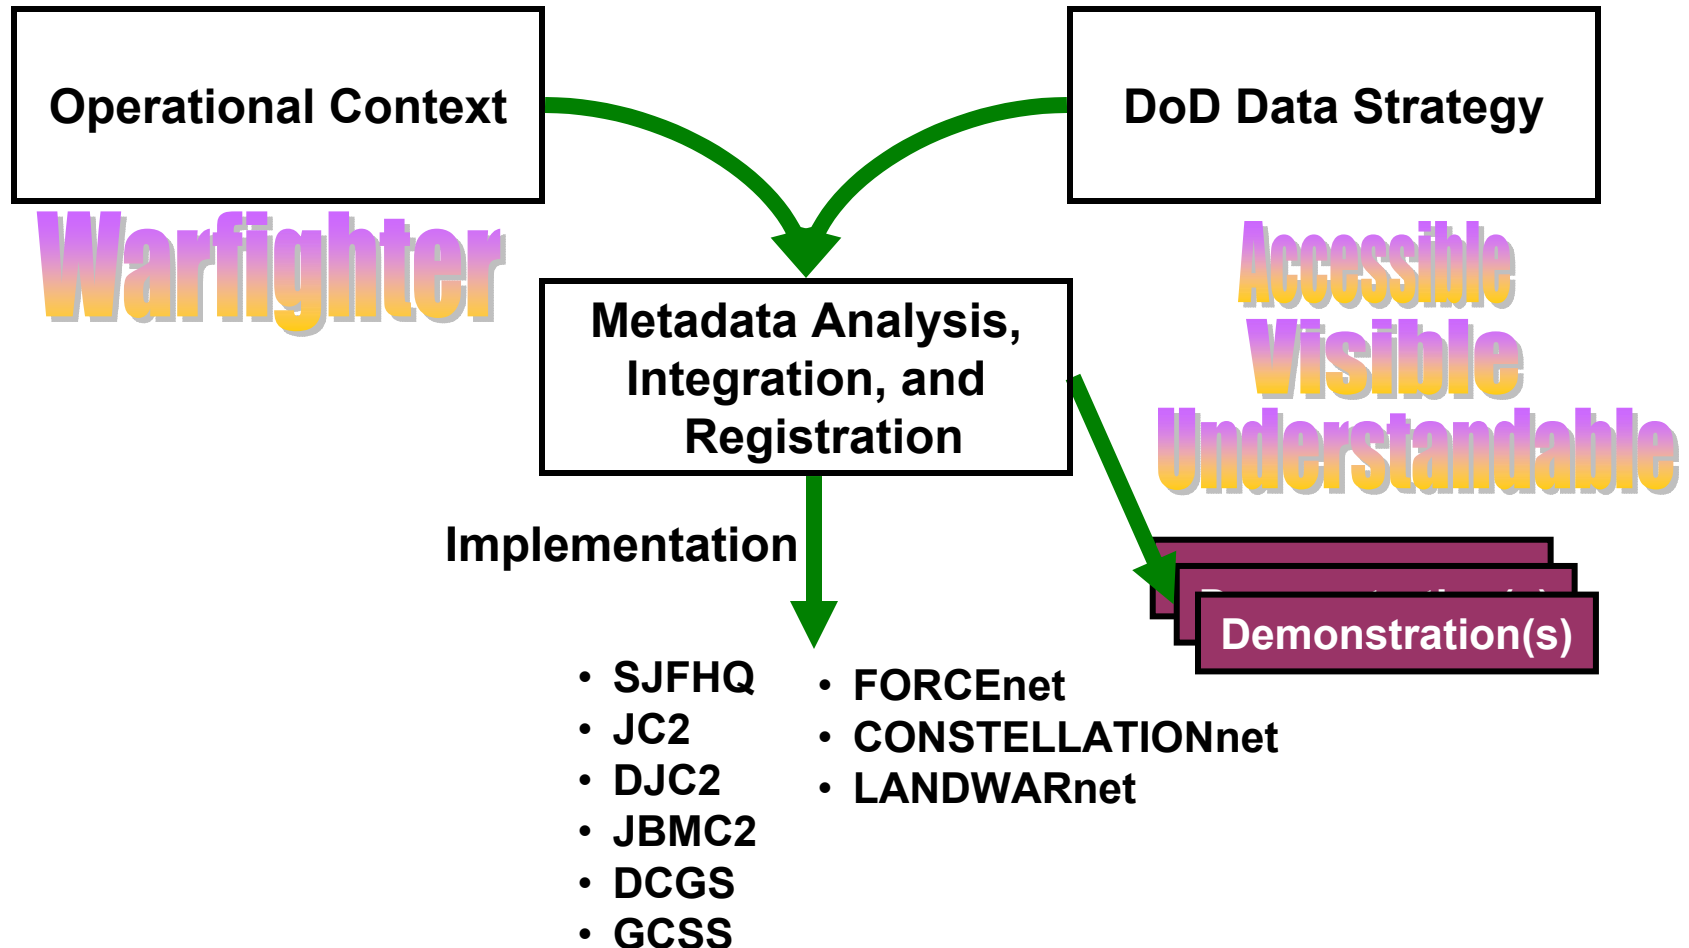 Operational Context
DoD Data Strategy
Warfighter
Accessible
Visible
Understandable
Metadata Analysis,
Integration, and
Registration
Implementation
Demonstration(s)
• SJFHQ
• JC2
• DJC2
• JBMC2
• DCGS
• GCSS
• FORCEnet
• CONSTELLATIONnet
• LANDWARnet